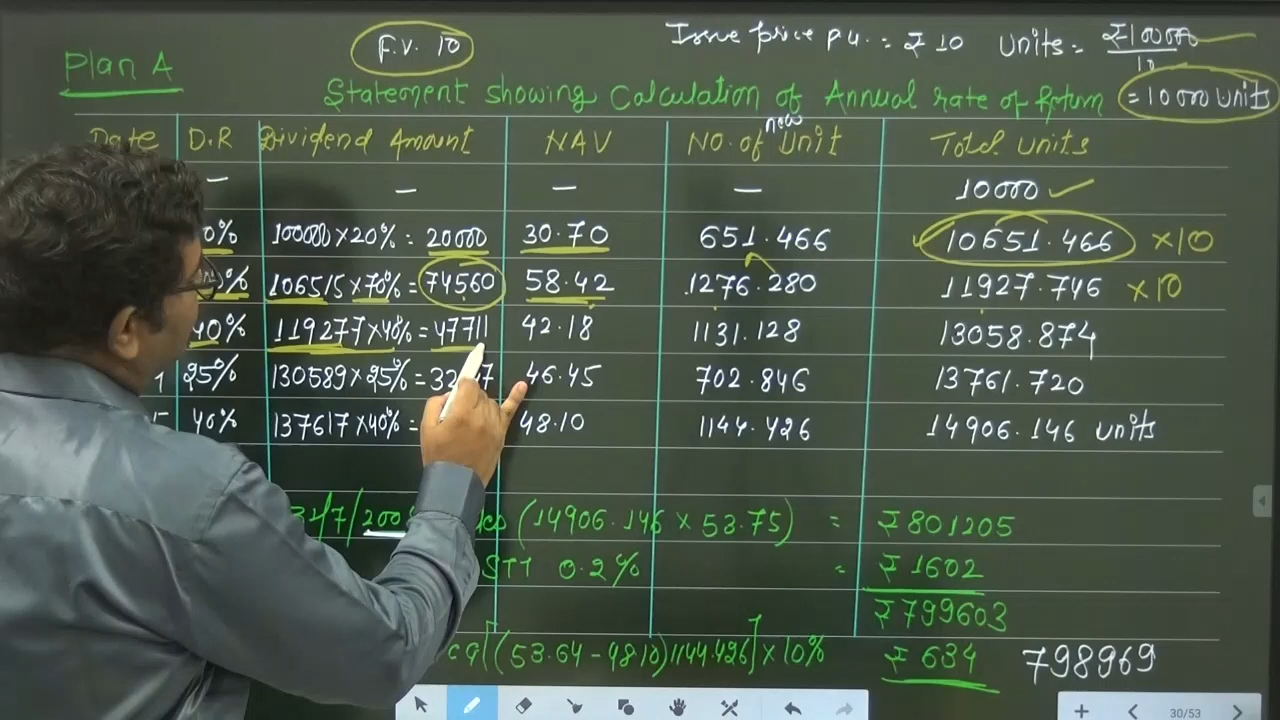 Issue price P.U. = ₹ 10 Units = ₹100000
10
F.V. 10
Plan A
Statement showing Calculation of Annual rate of Return = 10000 units
Date D.R Dividend Amount NAV NO. of new Unit Total units
— — — — 10000
0% 100000 × 20% = 20000 30.70 651.466 10651.466 ×10
% 106515 × 70% = 74560 58.42 1276.280 11927.746 ×10
40% 119277 × 40% = 47711 42.18 1131.128 13058.874
25% 130589 × 25% = 46.45 702.846 13761.720
40% 137617 × 40% = 48.10 1144.426 14906.146 units
(14906.146 × 53.75) = ₹801205
STT 0.2% = ₹1602
₹799603
[(53.64 - 48.10) 1144.426] × 10% ₹ 634 798969
30/53